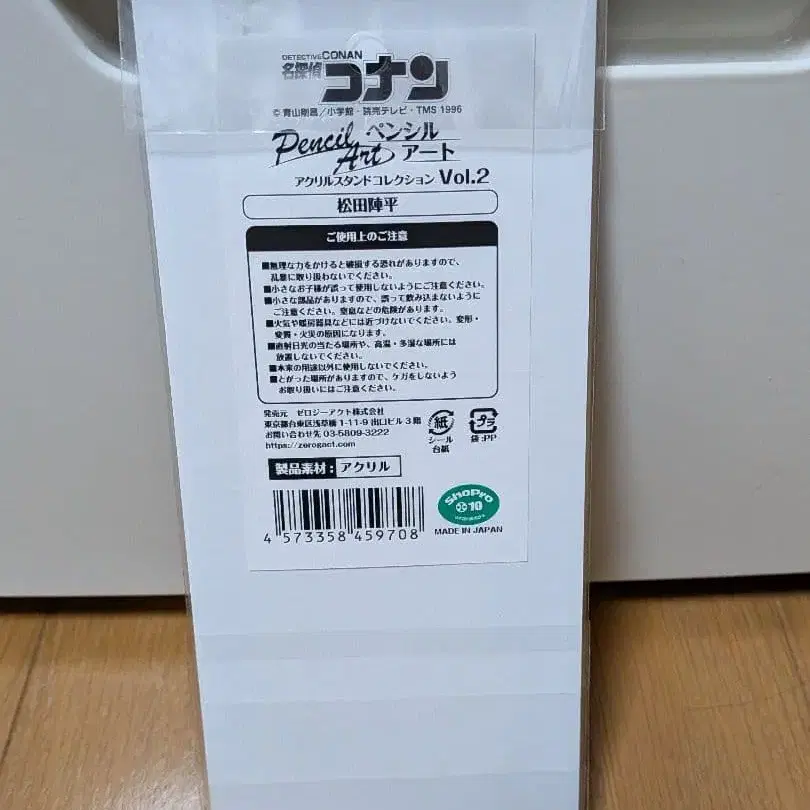 DETECTIVE CONAN
名探偵コナン
© 青山剛昌/小学館・読売テレビ・TMS 1996
Pencil Art ペンシルアート
アクリルスタンドコレクション Vol.2
松田陣平
ご使用上のご注意
■無理な力をかけると破損する恐れがありますので、
乱暴に取り扱わないでください。
■小さなお子様が誤って使用しないようにご注意ください。
■小さな部品がありますので、誤って飲み込まないように
ご注意ください。窒息などの危険があります。
■火気や暖房器具などには近づけないでください。変形・
変質・火災の原因になります。
■直射日光の当たる場所や、高温・多湿な場所には
放置しないでください。
■本来の用途以外に使用しないでください。
■とがった場所がありますので、ケガをしないよう
お取り扱いにはご注意ください。
発売元 ゼロジーアクト株式会社
東京都台東区浅草橋 1-11-9 出口ビル 3 階
お問い合わせ先 03-5809-3222
https://zerogact.com
紙
シール
台紙
プラ
袋:PP
製品素材:アクリル
4 573358 459708
ShoPro
10
MADE IN JAPAN